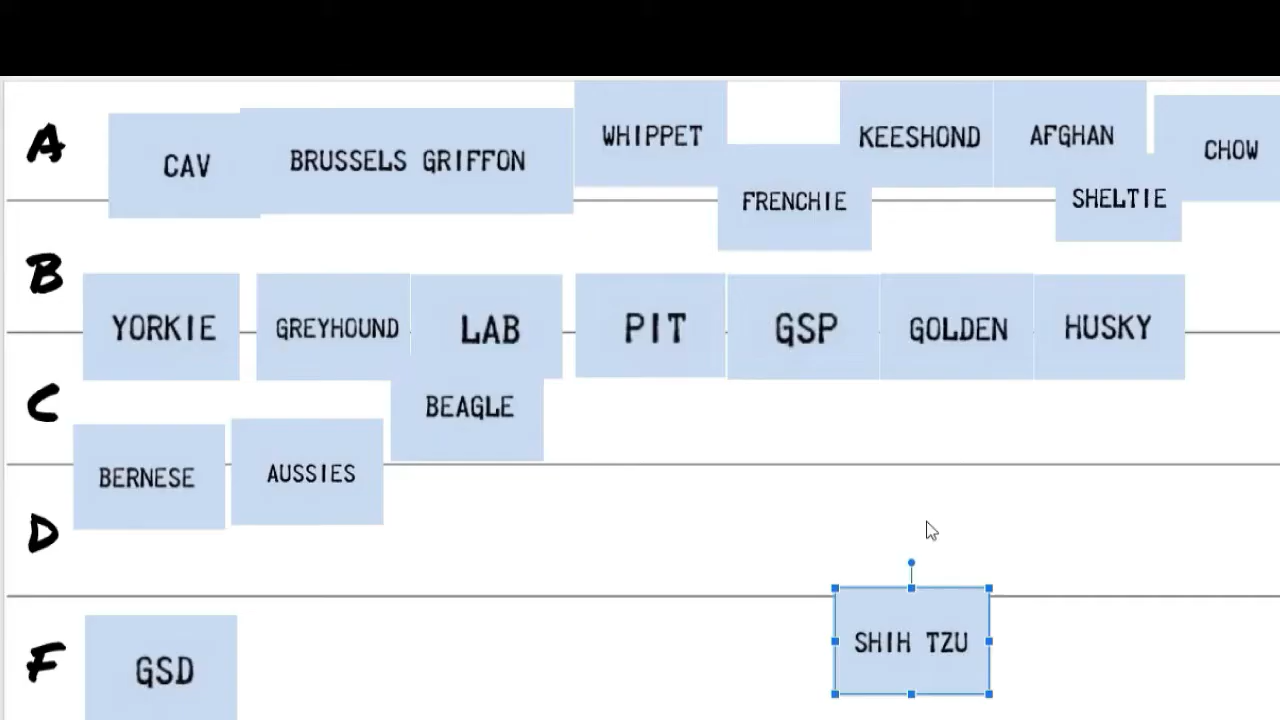 A
CAV
BRUSSELS GRIFFON
WHIPPET
FRENCHIE
KEESHOND
AFGHAN
SHELTIE
CHOW
B
YORKIE
GREYHOUND
LAB
PIT
GSP
GOLDEN
HUSKY
C
BEAGLE
BERNESE
AUSSIES
D
SHIH TZU
F
GSD